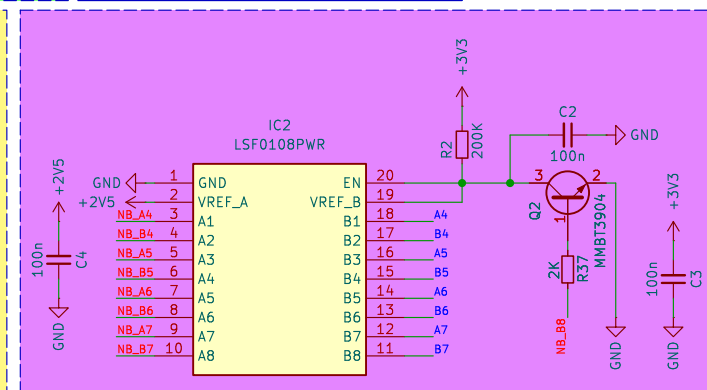 +3V3
IC2
LSF0108PWR
R2
200K
C2
100n
GND
GND
1
GND
EN
20
3
2
+2V5
2
VREF_A
VREF_B
19
NB_A4
3
A1
B1
18
A4
NB_B4
4
A2
B2
17
B4
NB_A5
5
A3
B3
16
A5
NB_B5
6
A4
B4
15
B5
NB_A6
7
A5
B5
14
A6
NB_B6
8
A6
B6
13
B6
NB_A7
9
A7
B7
12
A7
NB_B7
10
A8
B8
11
B7
+2V5
100n
C4
GND
Q2
1
MMBT3904
2K
R37
NB_B8
GND
+3V3
100n
C3
GND